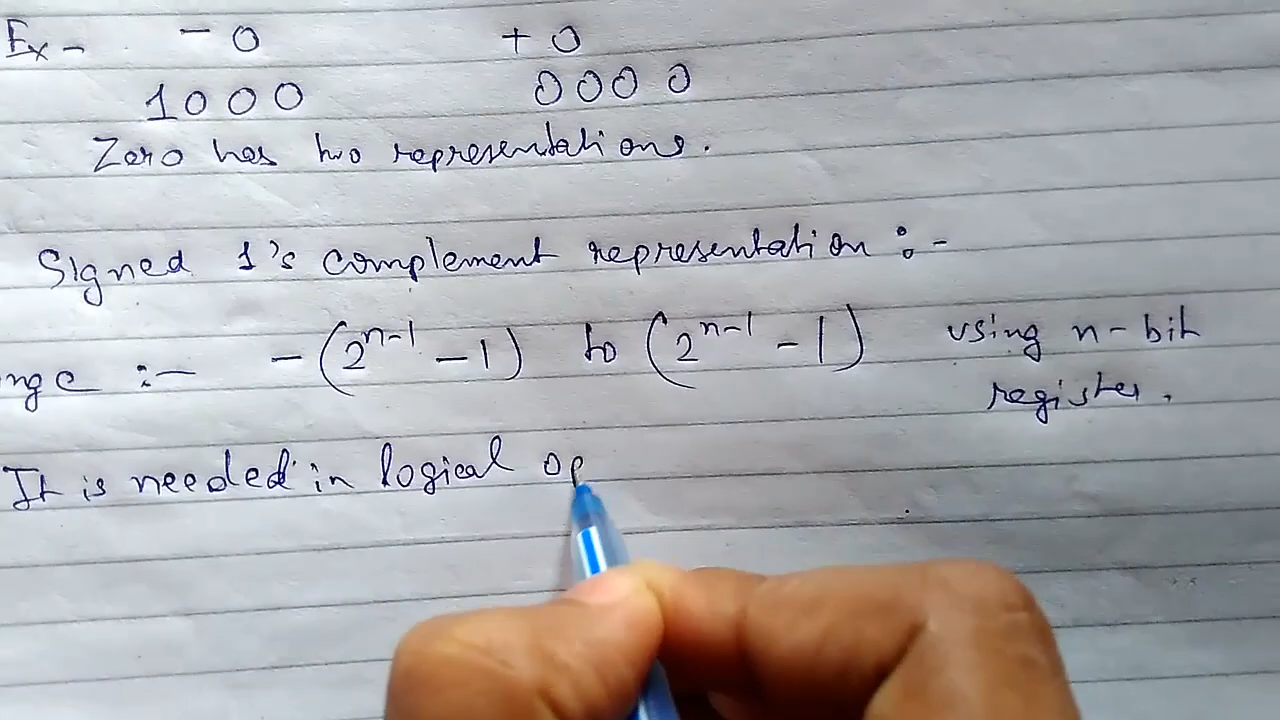 Ex - - 0 + 0
1000 0000
Zero has two representations.
Signed 1's complement representation :-
nge :- -(2^{n-1} - 1) to (2^{n-1} - 1) using n-bit
register.
It is needed in logical op